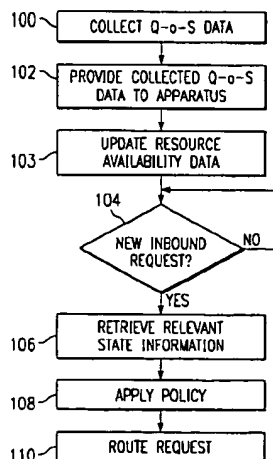 100
COLLECT Q-o-S DATA
102
PROVIDE COLLECTED Q-o-S
DATA TO APPARATUS
103
UPDATE RESOURCE
AVAILABILITY DATA
104
NEW INBOUND
REQUEST?
NO
YES
106
RETRIEVE RELEVANT
STATE INFORMATION
108
APPLY POLICY
110
ROUTE REQUEST